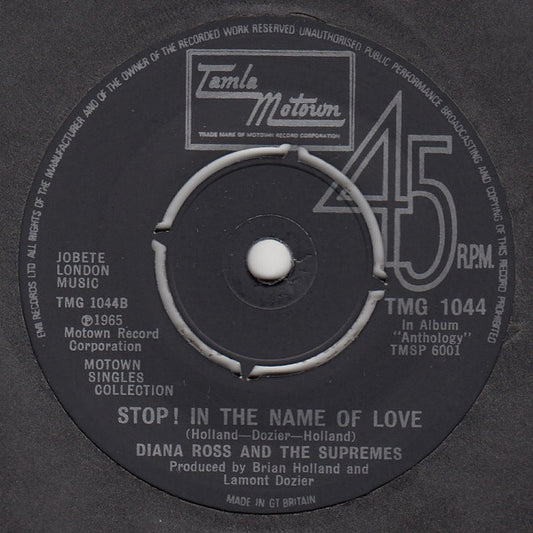 EMI RECORDS LTD ALL RIGHTS OF THE MANUFACTURER AND OF THE OWNER OF THE RECORDED WORK RESERVED UNAUTHORISED PUBLIC PERFORMANCE BROADCASTING AND COPYING OF THIS RECORD PROHIBITED
Tamla
Motown
TRADE MARK OF MOTOWN RECORD CORPORATION
45
R.P.M.
JOBETE
LONDON
MUSIC
TMG 1044B
℗1965
Motown Record
Corporation
MOTOWN
SINGLES
COLLECTION
TMG 1044
In Album
"Anthology"
TMSP 6001
STOP! IN THE NAME OF LOVE
(Holland—Dozier—Holland)
DIANA ROSS AND THE SUPREMES
Produced by Brian Holland and
Lamont Dozier
MADE IN GT BRITAIN